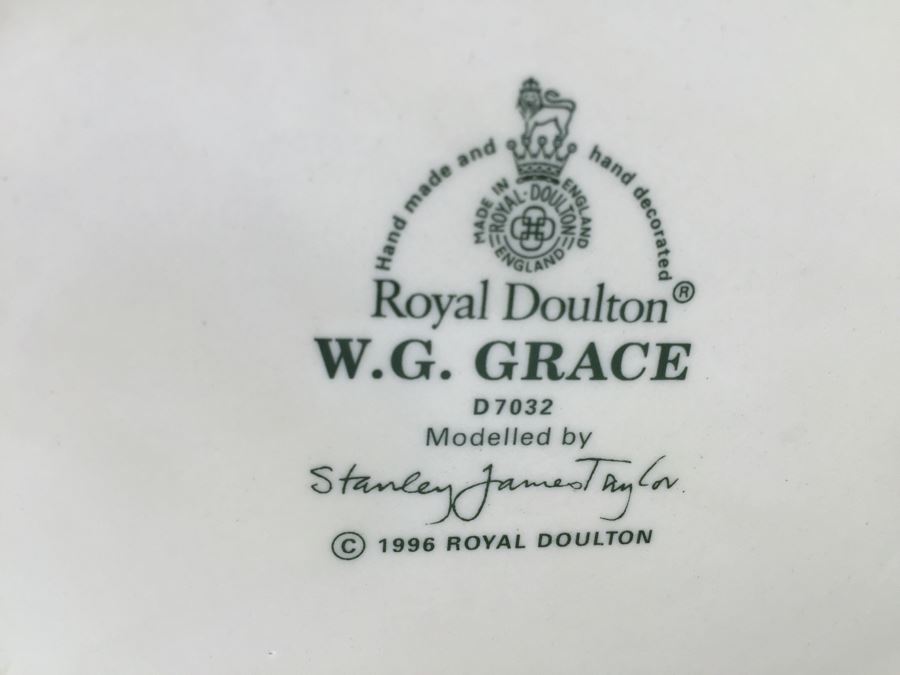 Hand made and hand decorated
MADE IN ENGLAND
ROYAL·DOULTON
ENGLAND
Royal Doulton®
W.G. GRACE
D7032
Modelled by
Stanley James Taylor.
© 1996 ROYAL DOULTON